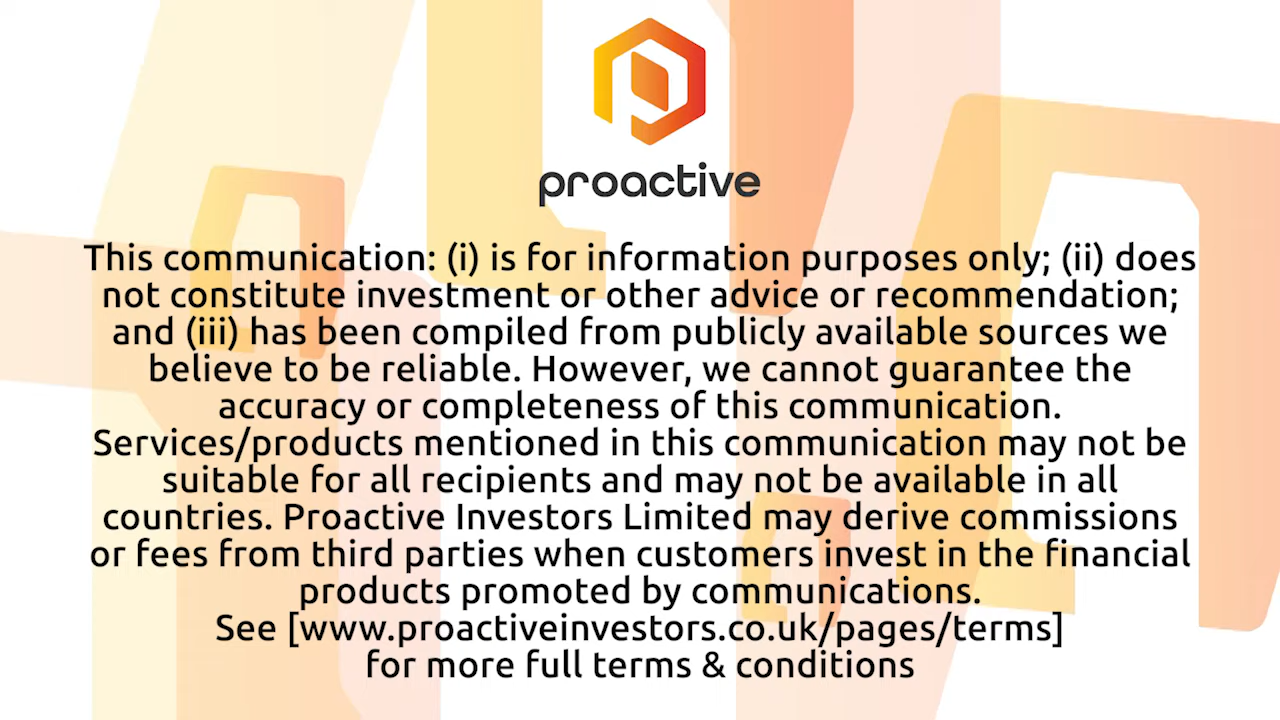 proactive
This communication: (i) is for information purposes only; (ii) does
not constitute investment or other advice or recommendation;
and (iii) has been compiled from publicly available sources we
believe to be reliable. However, we cannot guarantee the
accuracy or completeness of this communication.
Services/products mentioned in this communication may not be
suitable for all recipients and may not be available in all
countries. Proactive Investors Limited may derive commissions
or fees from third parties when customers invest in the financial
products promoted by communications.
See [www.proactiveinvestors.co.uk/pages/terms]
for more full terms & conditions